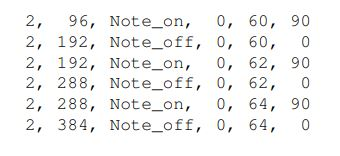 2,  96, Note_on,  0, 60, 90
2, 192, Note_off, 0, 60,  0
2, 192, Note_on,  0, 62, 90
2, 288, Note_off, 0, 62,  0
2, 288, Note_on,  0, 64, 90
2, 384, Note_off, 0, 64,  0